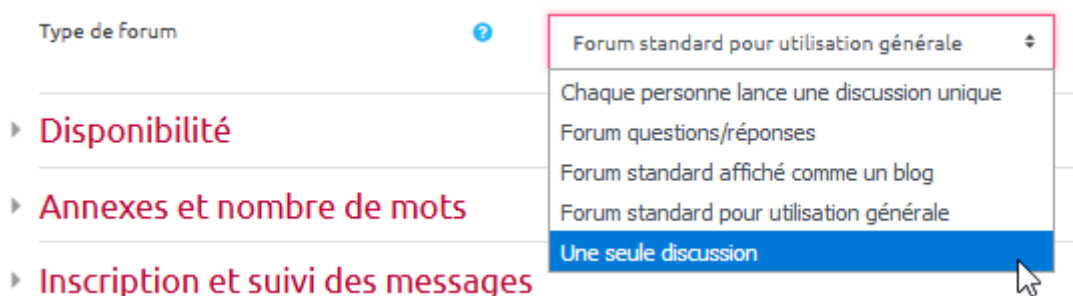 Type de forum
Forum standard pour utilisation générale
Chaque personne lance une discussion unique
Forum questions/réponses
Forum standard affiché comme un blog
Forum standard pour utilisation générale
Une seule discussion
Disponibilité
Annexes et nombre de mots
Inscription et suivi des messages